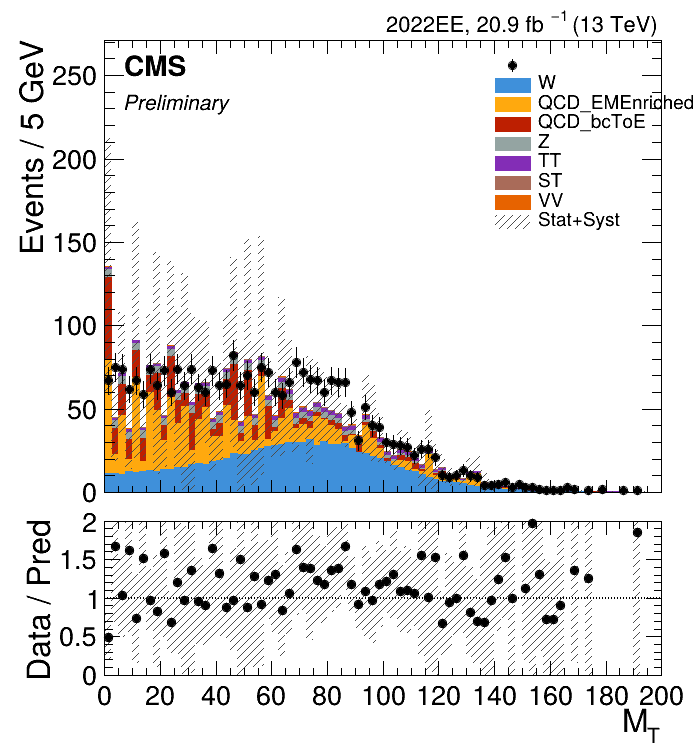 2022EE, 20.9 fb⁻¹ (13 TeV)
CMS
Preliminary
W
QCD_EMEnriched
QCD_bcToE
Z
TT
ST
VV
Stat+Syst
Events / 5 GeV
250
200
150
100
50
0
Data / Pred
2
1.5
1
0.5
0
0 20 40 60 80 100 120 140 160 180 200
M_T